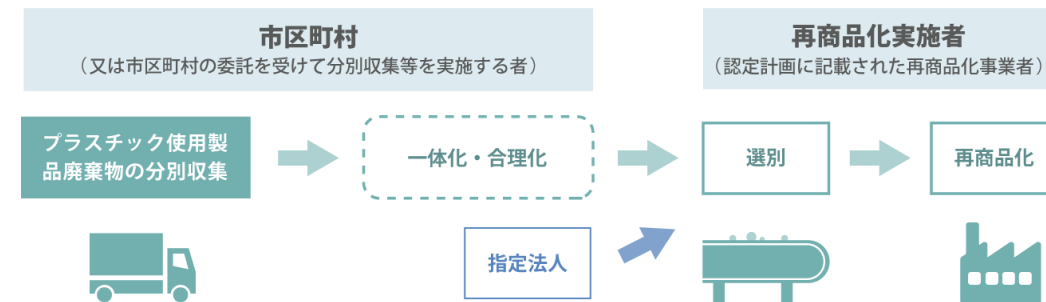 市区町村
（又は市区町村の委託を受けて分別収集等を実施する者）
再商品化実施者
（認定計画に記載された再商品化事業者）
プラスチック使用製
品廃棄物の分別収集
一体化・合理化
選別
再商品化
指定法人